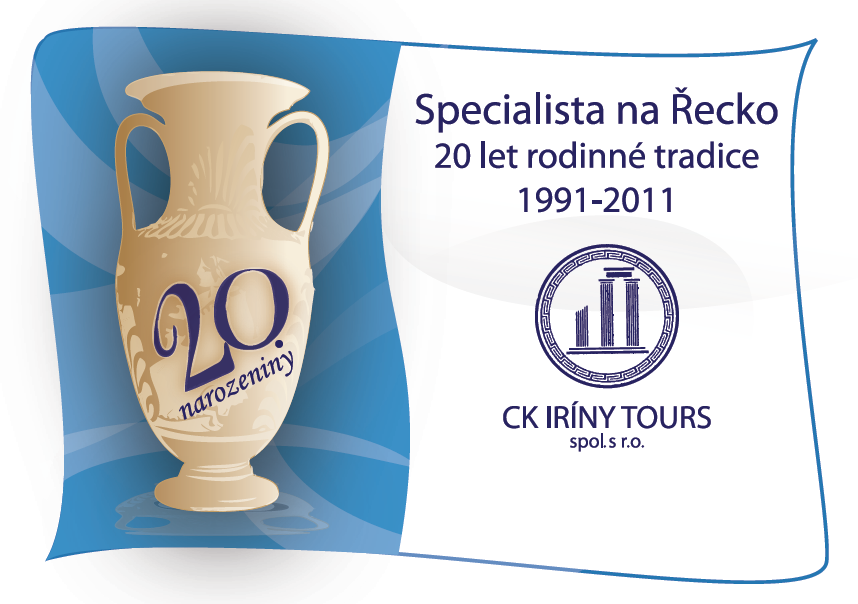 20.
narozeniny
Specialista na Řecko
20 let rodinné tradice
1991-2011
CK IRÍNY TOURS
spol. s r.o.